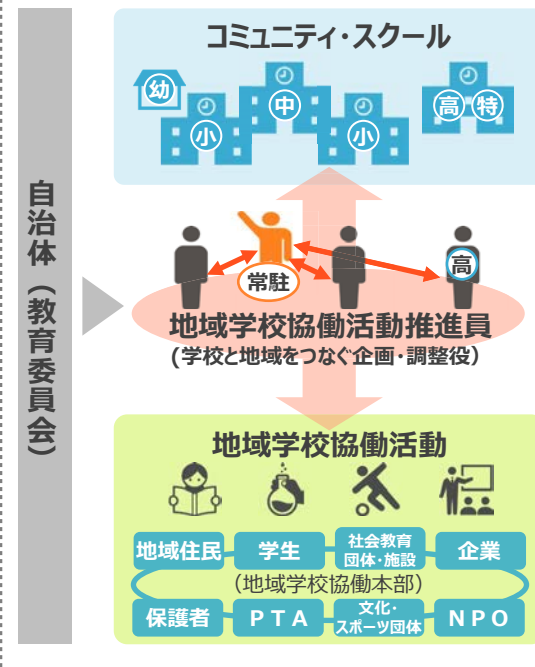 コミュニティ・スクール
幼
小
中
小
高
特
自治体（教育委員会）
常駐
高
地域学校協働活動推進員
(学校と地域をつなぐ企画・調整役）
地域学校協働活動
地域住民
学生
社会教育
団体・施設
企業
（地域学校協働本部）
保護者
ＰＴＡ
文化・
スポーツ団体
ＮＰＯ